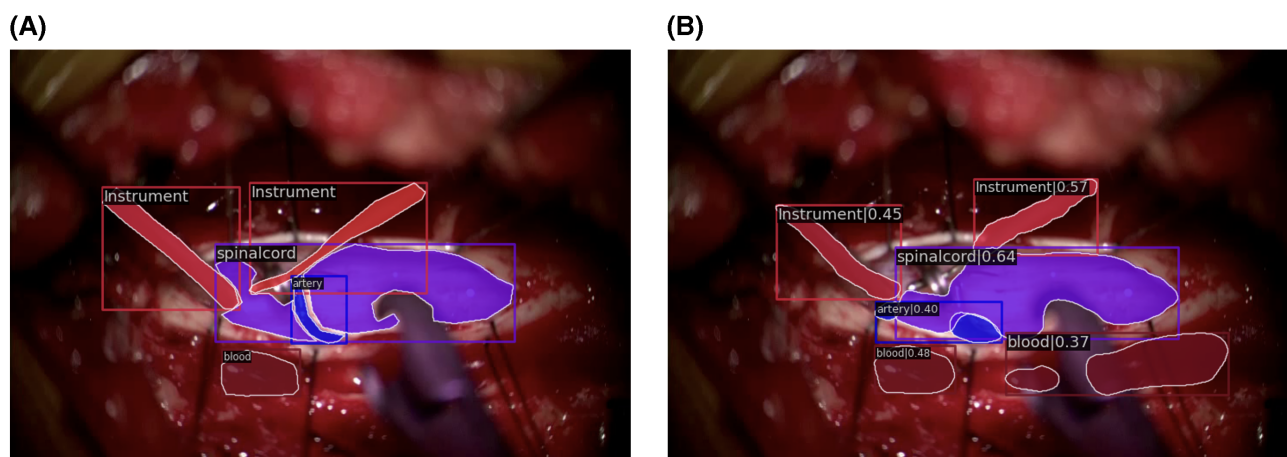 (A)
Instrument
Instrument
spinalcord
artery
blood
(B)
Instrument|0.57
Instrument|0.45
spinalcord|0.64
artery|0.40
blood|0.37
blood|0.48